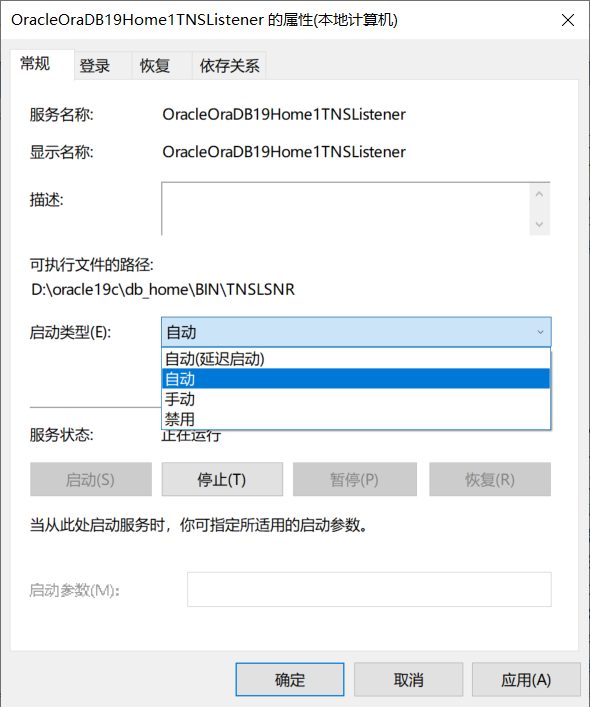 OracleOraDB19Home1TNSListener 的属性(本地计算机)
常规 登录 恢复 依存关系
服务名称: OracleOraDB19Home1TNSListener
显示名称: OracleOraDB19Home1TNSListener
描述:
可执行文件的路径:
D:\oracle19c\db_home\BIN\TNSLSNR
启动类型(E): 自动
自动(延迟启动)
自动
手动
禁用
服务状态: 正在运行
启动(S) 停止(T) 暂停(P) 恢复(R)
当从此处启动服务时，你可指定所适用的启动参数。
启动参数(M):
确定 取消 应用(A)